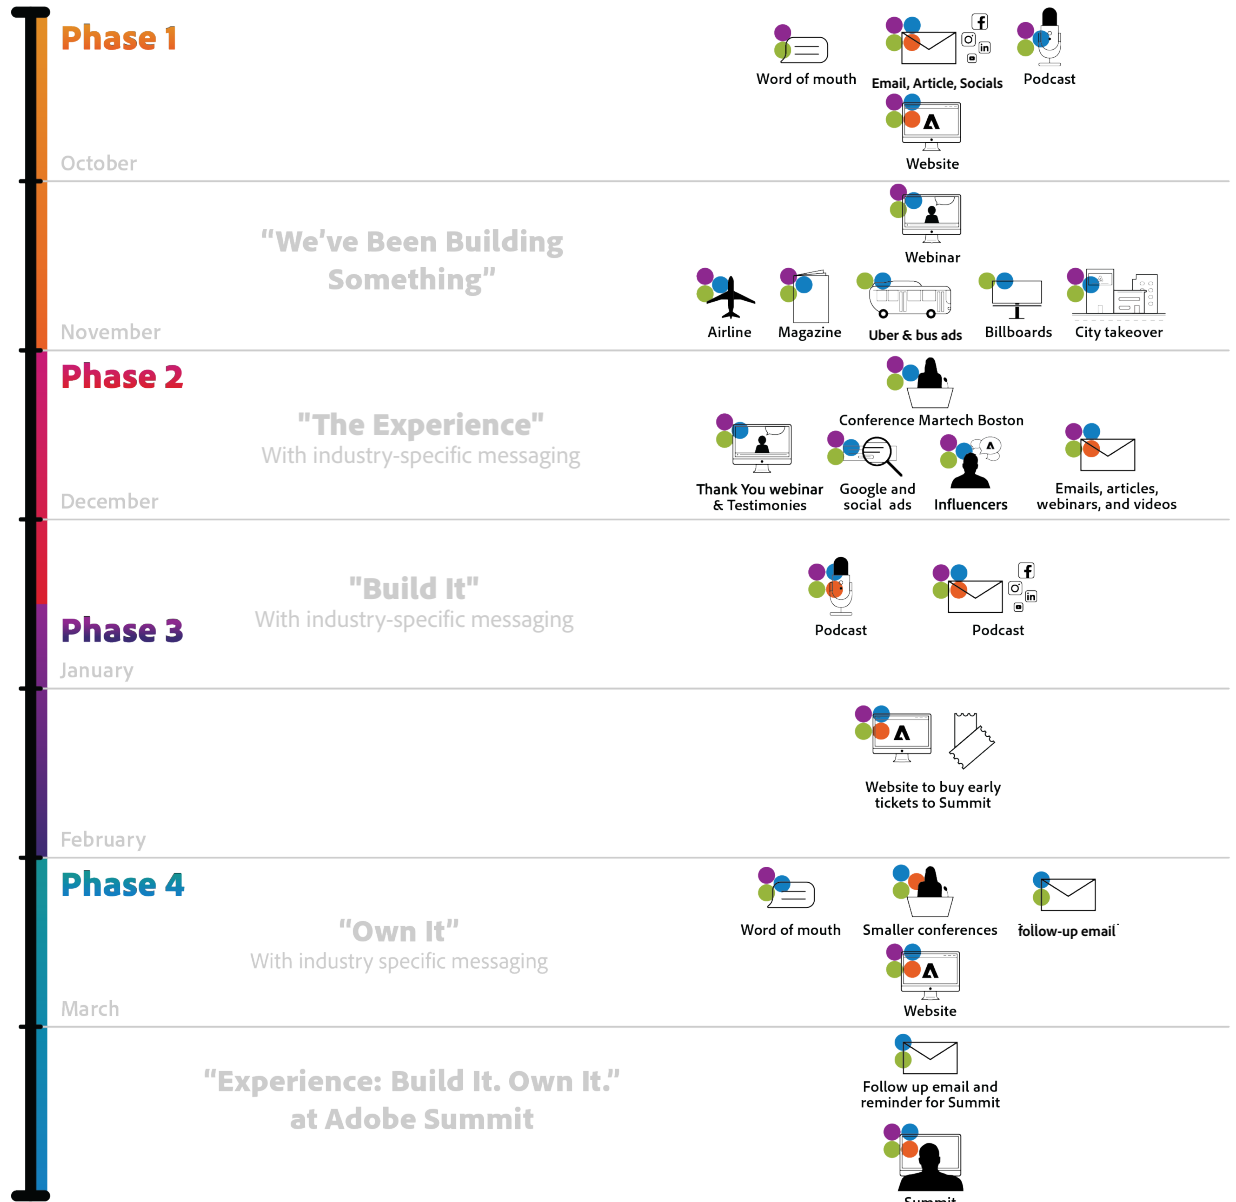 Phase 1
Word of mouth
Email, Article, Socials
Podcast
Website
October
Webinar
“We’ve Been Building
Something”
Airline
Magazine
Uber & bus ads
Billboards
City takeover
November
Phase 2
Conference Martech Boston
"The Experience"
With industry-specific messaging
Thank You webinar
& Testimonies
Google and
social ads
Influencers
Emails, articles,
webinars, and videos
December
"Build It"
With industry-specific messaging
Podcast
Podcast
Phase 3
January
Website to buy early
tickets to Summit
February
Phase 4
Word of mouth
Smaller conferences
follow-up email
“Own It”
With industry specific messaging
Website
March
“Experience: Build It. Own It.”
at Adobe Summit
Follow up email and
reminder for Summit
Summit